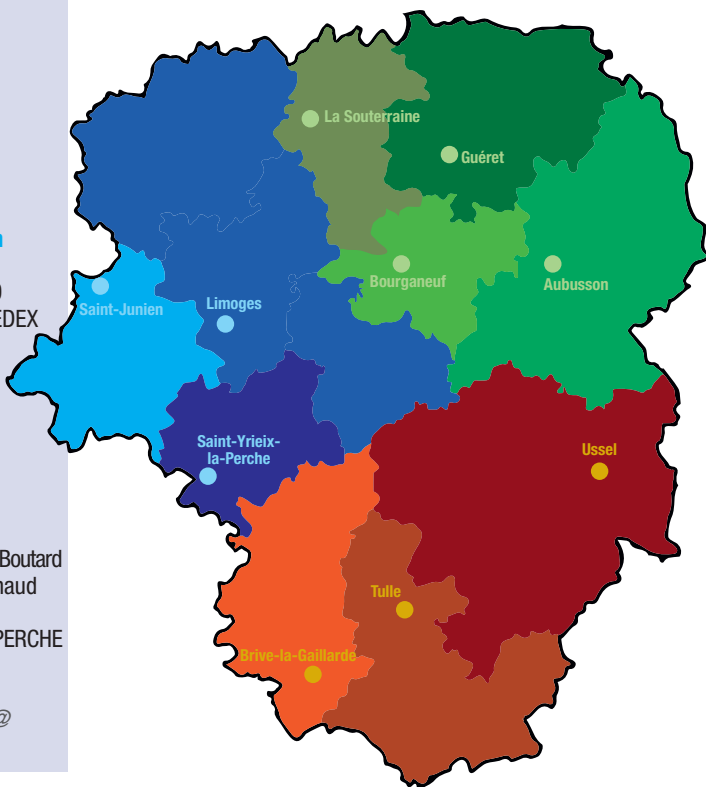 EDEX
Boutard
PERCHE
@
La Souterraine
Guéret
Bourganeuf
Aubusson
Saint-Junien
Limoges
Saint-Yrieix-
la-Perche
Ussel
Tulle
Brive-la-Gaillarde